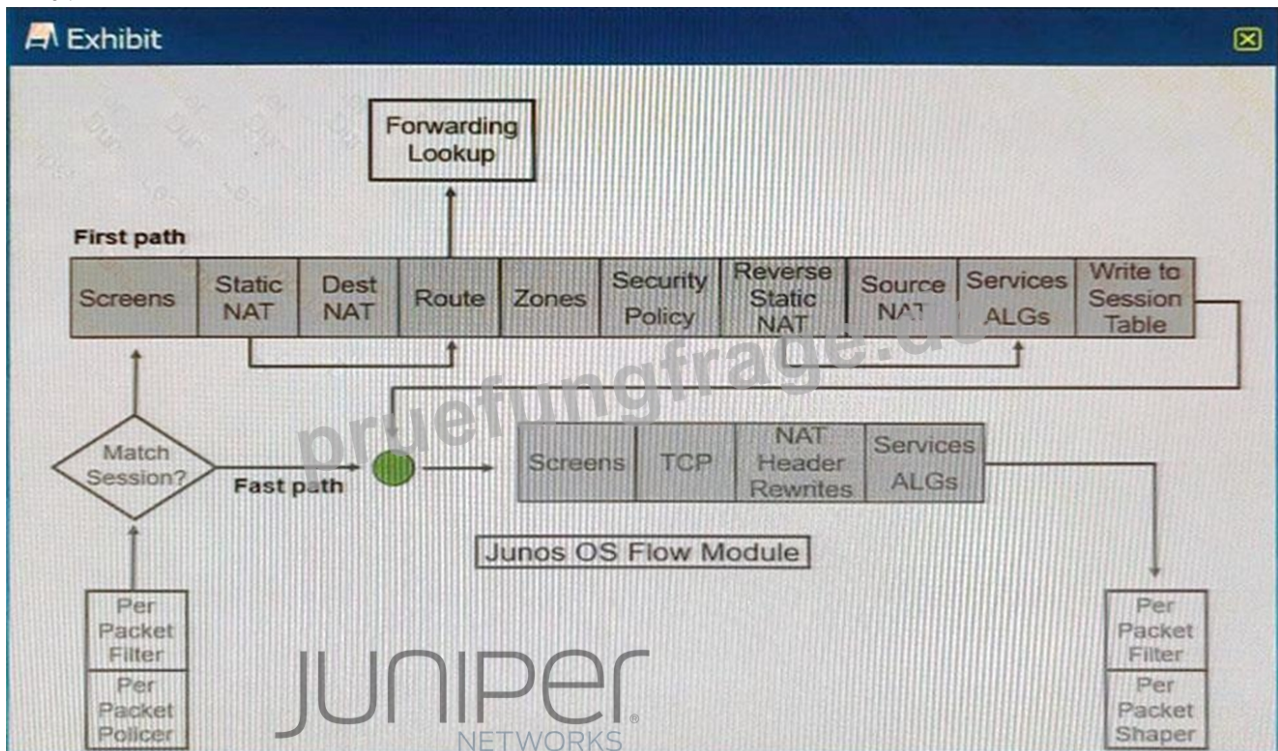 Exhibit
Forwarding
Lookup
First path
Screens
Static
NAT
Dest
NAT
Route
Zones
Security
Policy
Reverse
Static
NAT
Source
NAT
Services
ALGs
Write to
Session
Table
Match
Session?
Fast path
Screens
TCP
NAT
Header
Rewrites
Services
ALGs
Junos OS Flow Module
Per
Packet
Filter
Per
Packet
Policer
Per
Packet
Filter
Per
Packet
Shaper
JUNIPER
NETWORKS